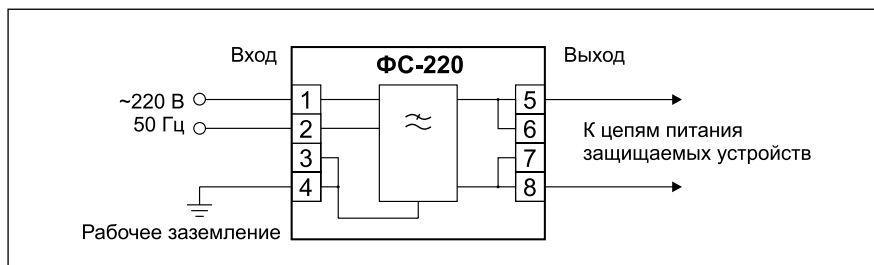 Вход
ФС-220
Выход
~220 В
50 Гц
1
2
3
4
5
6
7
8
К цепям питания
защищаемых устройств
Рабочее заземление